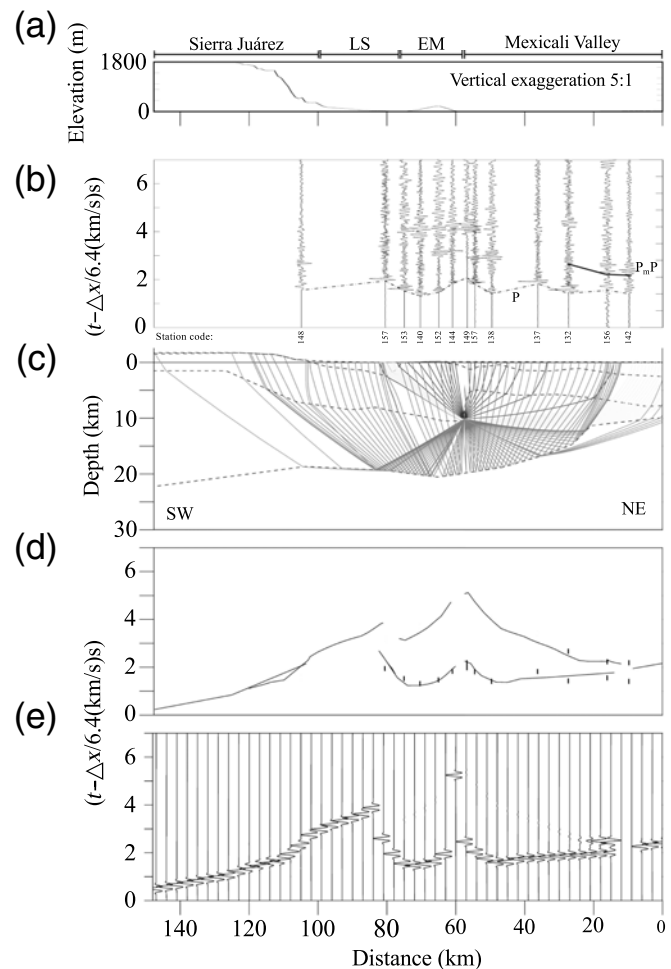 (a)
Sierra Juárez LS EM Mexicali Valley
Elevation (m)
1800
0
Vertical exaggeration 5:1
(b)
(t−△x/6.4(km/s)s
6
4
2
0
PmP
P
Station code:
148 157 153 140 152 144 149 157 138 137 132 156 142
(c)
Depth (km)
0
10
20
30
SW NE
(d)
6
4
2
0
(e)
(t−△x/6.4(km/s)s
6
4
2
0
140 120 100 80 60 40 20 0
Distance (km)